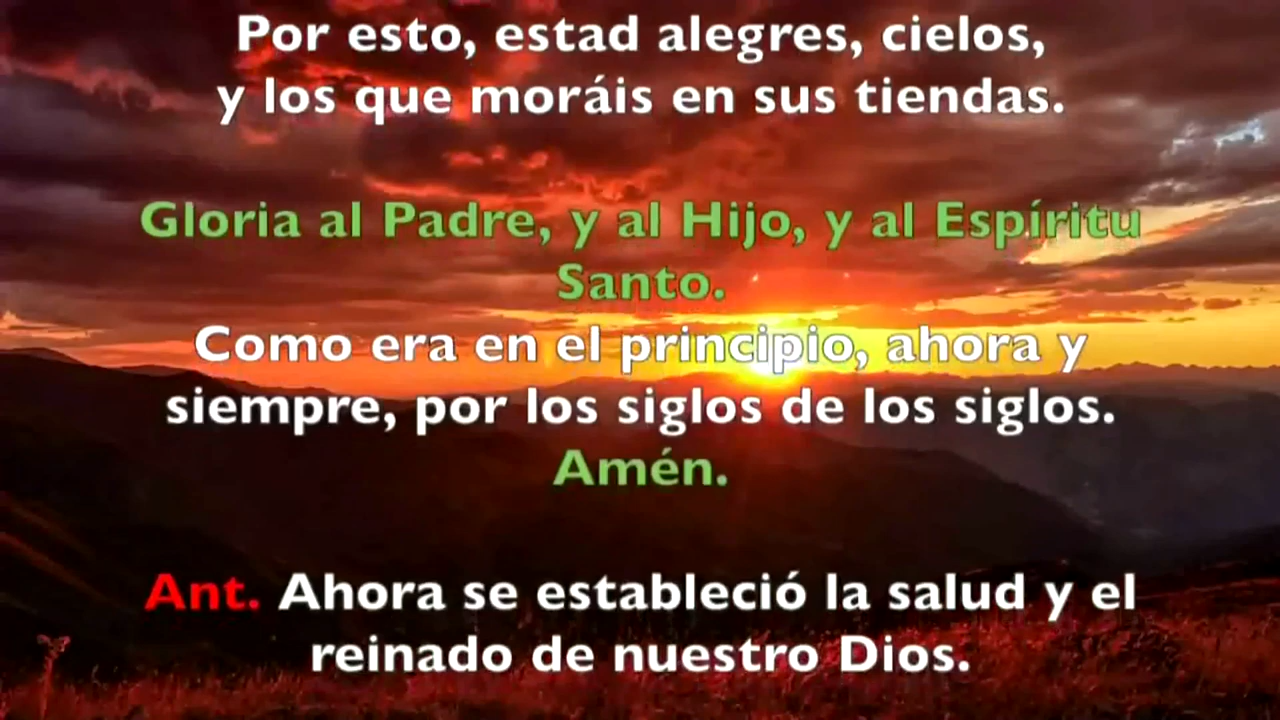 Por esto, estad alegres, cielos,
y los que moráis en sus tiendas.
Gloria al Padre, y al Hijo, y al Espíritu
Santo.
Como era en el principio, ahora y
siempre, por los siglos de los siglos.
Amén.
Ant. Ahora se estableció la salud y el
reinado de nuestro Dios.